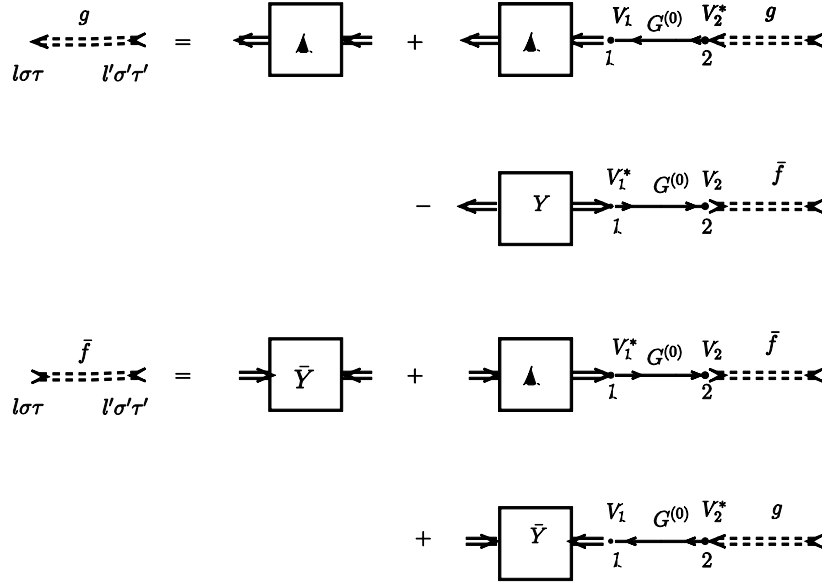 g = Λ + Λ V₁ G⁽⁰⁾ V₂* g
lστ l'σ'τ' 1 2
− Y V₁* G⁽⁰⁾ V₂ f̄
1 2
f̄ = Ȳ + Λ V₁* G⁽⁰⁾ V₂ f̄
lστ l'σ'τ' 1 2
+ Ȳ V₁ G⁽⁰⁾ V₂* g
1 2